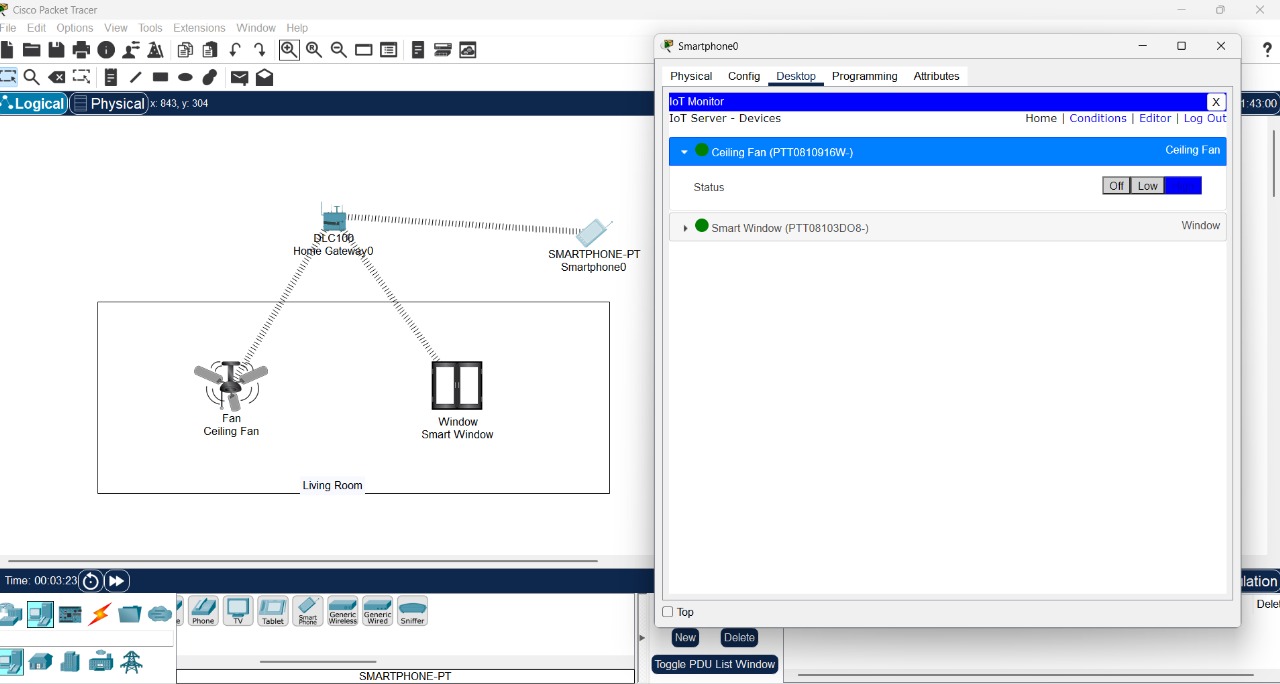 Cisco Packet Tracer
File Edit Options View Tools Extensions Window Help
Logical Physical x: 843, y: 304
1:43:00
DLC100
Home Gateway0
SMARTPHONE-PT
Smartphone0
Fan
Ceiling Fan
Window
Smart Window
Living Room
Smartphone0
Physical Config Desktop Programming Attributes
IoT Monitor X
IoT Server - Devices Home | Conditions | Editor | Log Out
Ceiling Fan (PTT0810916W-) Ceiling Fan
Status Off Low
Smart Window (PTT08103DO8-) Window
Top
Time: 00:03:23
Phone TV Tablet Smart Phone Generic Wireless Generic Wired Sniffer
SMARTPHONE-PT
New Delete
Toggle PDU List Window